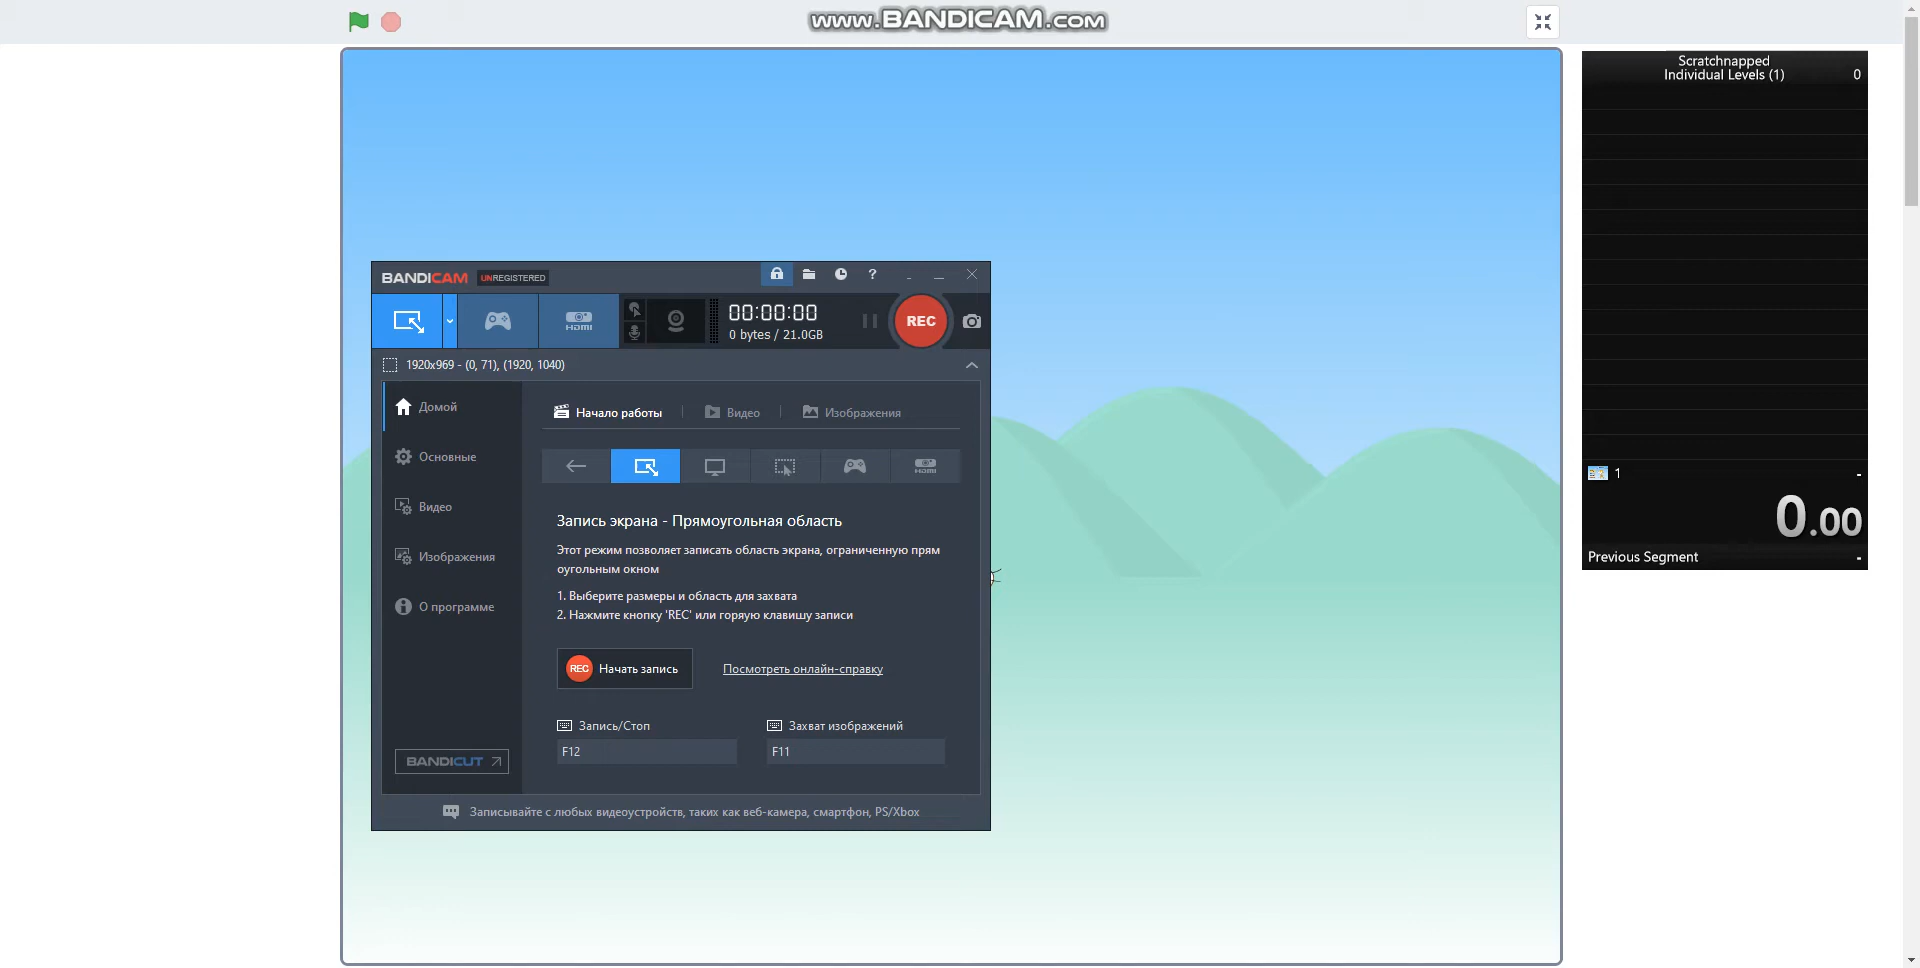 www.BANDICAM.com
Scratchnapped
Individual Levels (1) 0
BANDICAM UNREGISTERED
?
HDMI
00:00:00
0 bytes / 21.0GB
REC
1920x969 - (0, 71), (1920, 1040)
Домой
Основные
Видео
Изображения
О программе
BANDICUT
Начало работы
Видео
Изображения
HDMI
Запись экрана - Прямоугольная область
Этот режим позволяет записать область экрана, ограниченную прям
оугольным окном
1. Выберите размеры и область для захвата
2. Нажмите кнопку 'REC' или горяую клавишу записи
REC Начать запись
Посмотреть онлайн-справку
Запись/Стоп
F12
Захват изображений
F11
Записывайте с любых видеоустройств, таких как веб-камера, смартфон, PS/Xbox
1 -
0.00
Previous Segment -